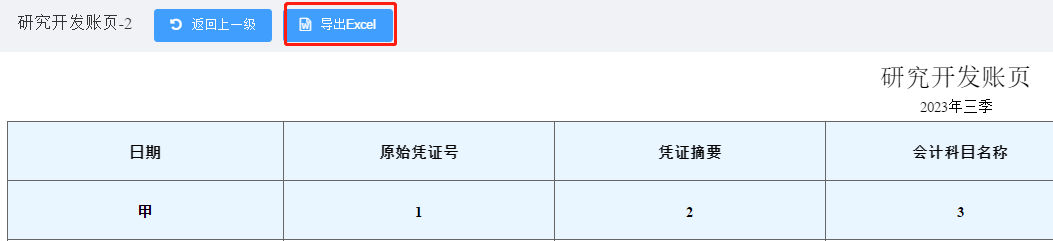 研究开发账页-2 返回上一级 导出Excel
研究开发账页
2023年三季
日期 原始凭证号 凭证摘要 会计科目名称
甲 1 2 3